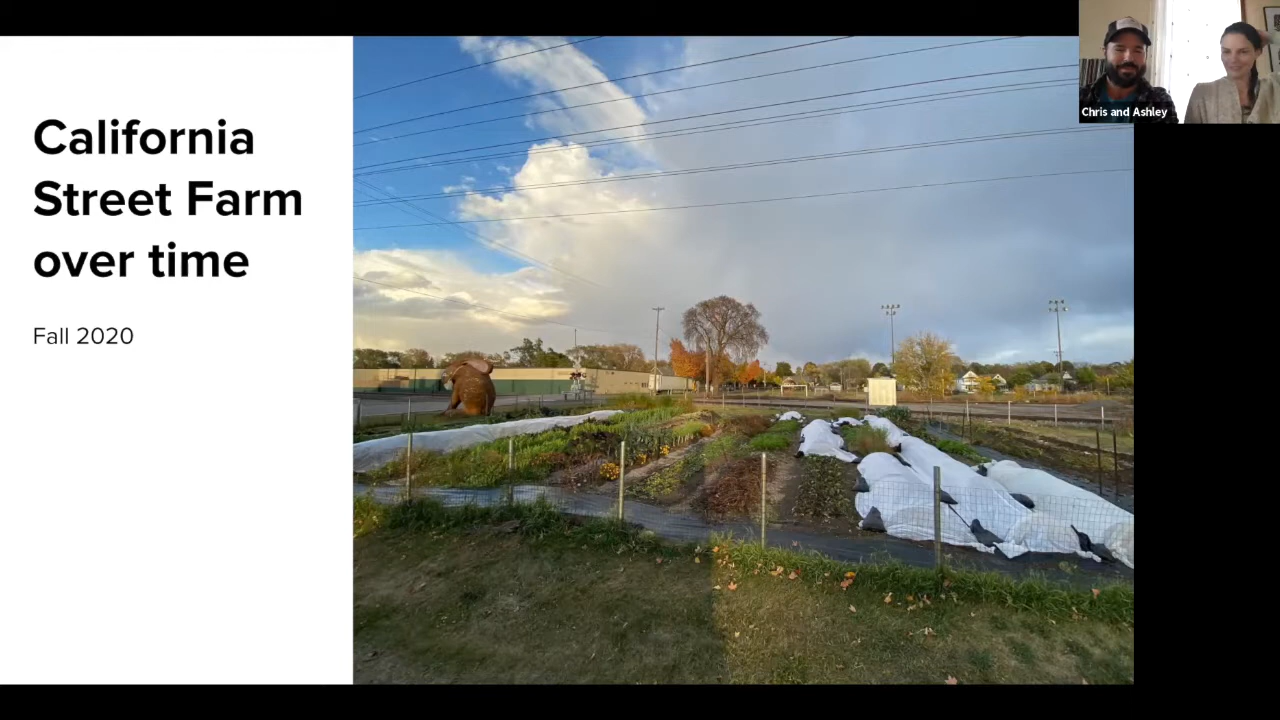 California
Street Farm
over time
Fall 2020
Chris and Ashley